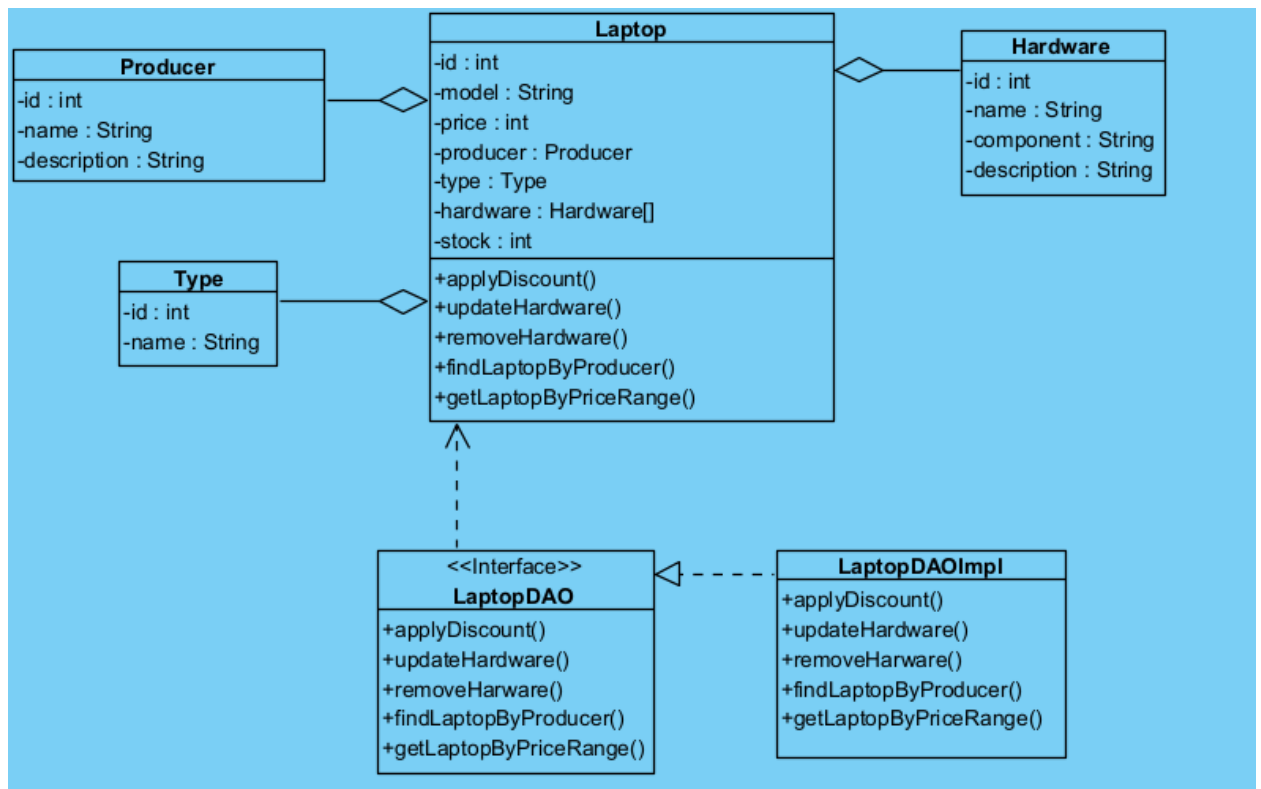 Producer
-id : int
-name : String
-description : String
Laptop
-id : int
-model : String
-price : int
-producer : Producer
-type : Type
-hardware : Hardware[]
-stock : int
+applyDiscount()
+updateHardware()
+removeHardware()
+findLaptopByProducer()
+getLaptopByPriceRange()
Hardware
-id : int
-name : String
-component : String
-description : String
Type
-id : int
-name : String
<<Interface>>
LaptopDAO
+applyDiscount()
+updateHardware()
+removeHarware()
+findLaptopByProducer()
+getLaptopByPriceRange()
LaptopDAOImpl
+applyDiscount()
+updateHardware()
+removeHarware()
+findLaptopByProducer()
+getLaptopByPriceRange()